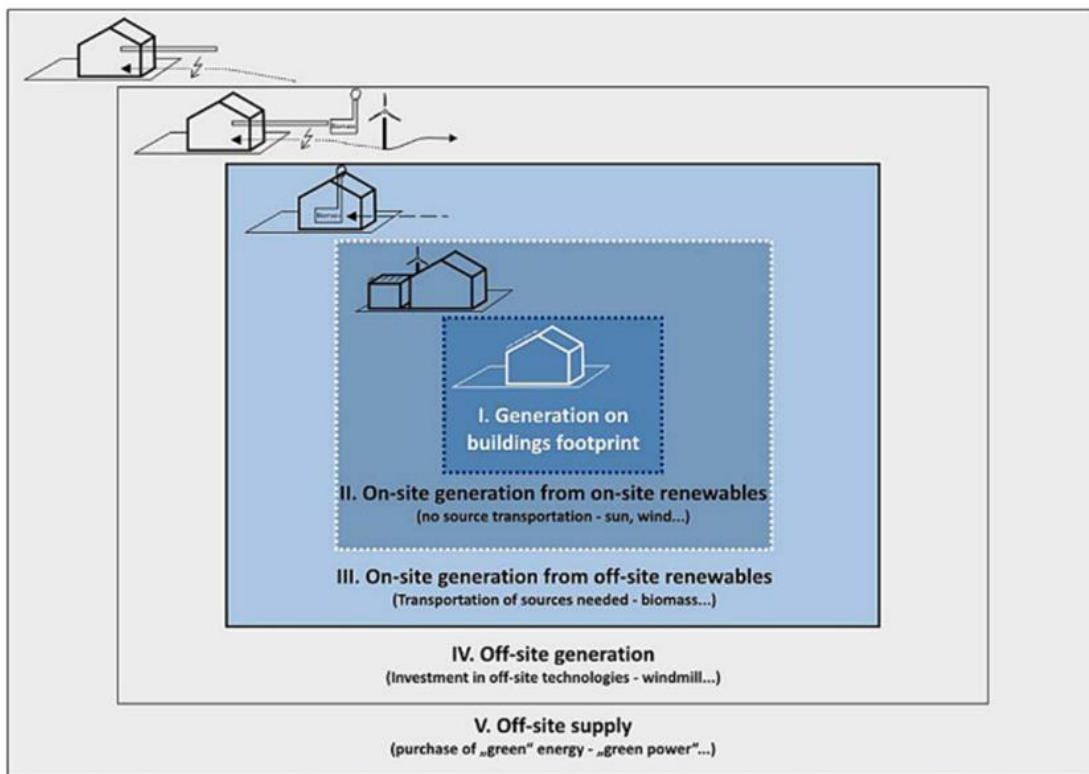 Biomass
Biomass
I. Generation on
buildings footprint
II. On-site generation from on-site renewables
(no source transportation - sun, wind...)
III. On-site generation from off-site renewables
(Transportation of sources needed - biomass...)
IV. Off-site generation
(Investment in off-site technologies - windmill...)
V. Off-site supply
(purchase of „green“ energy - „green power“...)